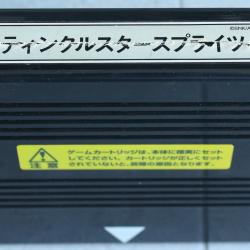 ©SNK/A
ティンクルスタースプライツ
ゲームカートリッジは、本体に確実にセット
してください。カートリッジが正しくセット
されていないと、故障の原因となります。
注意